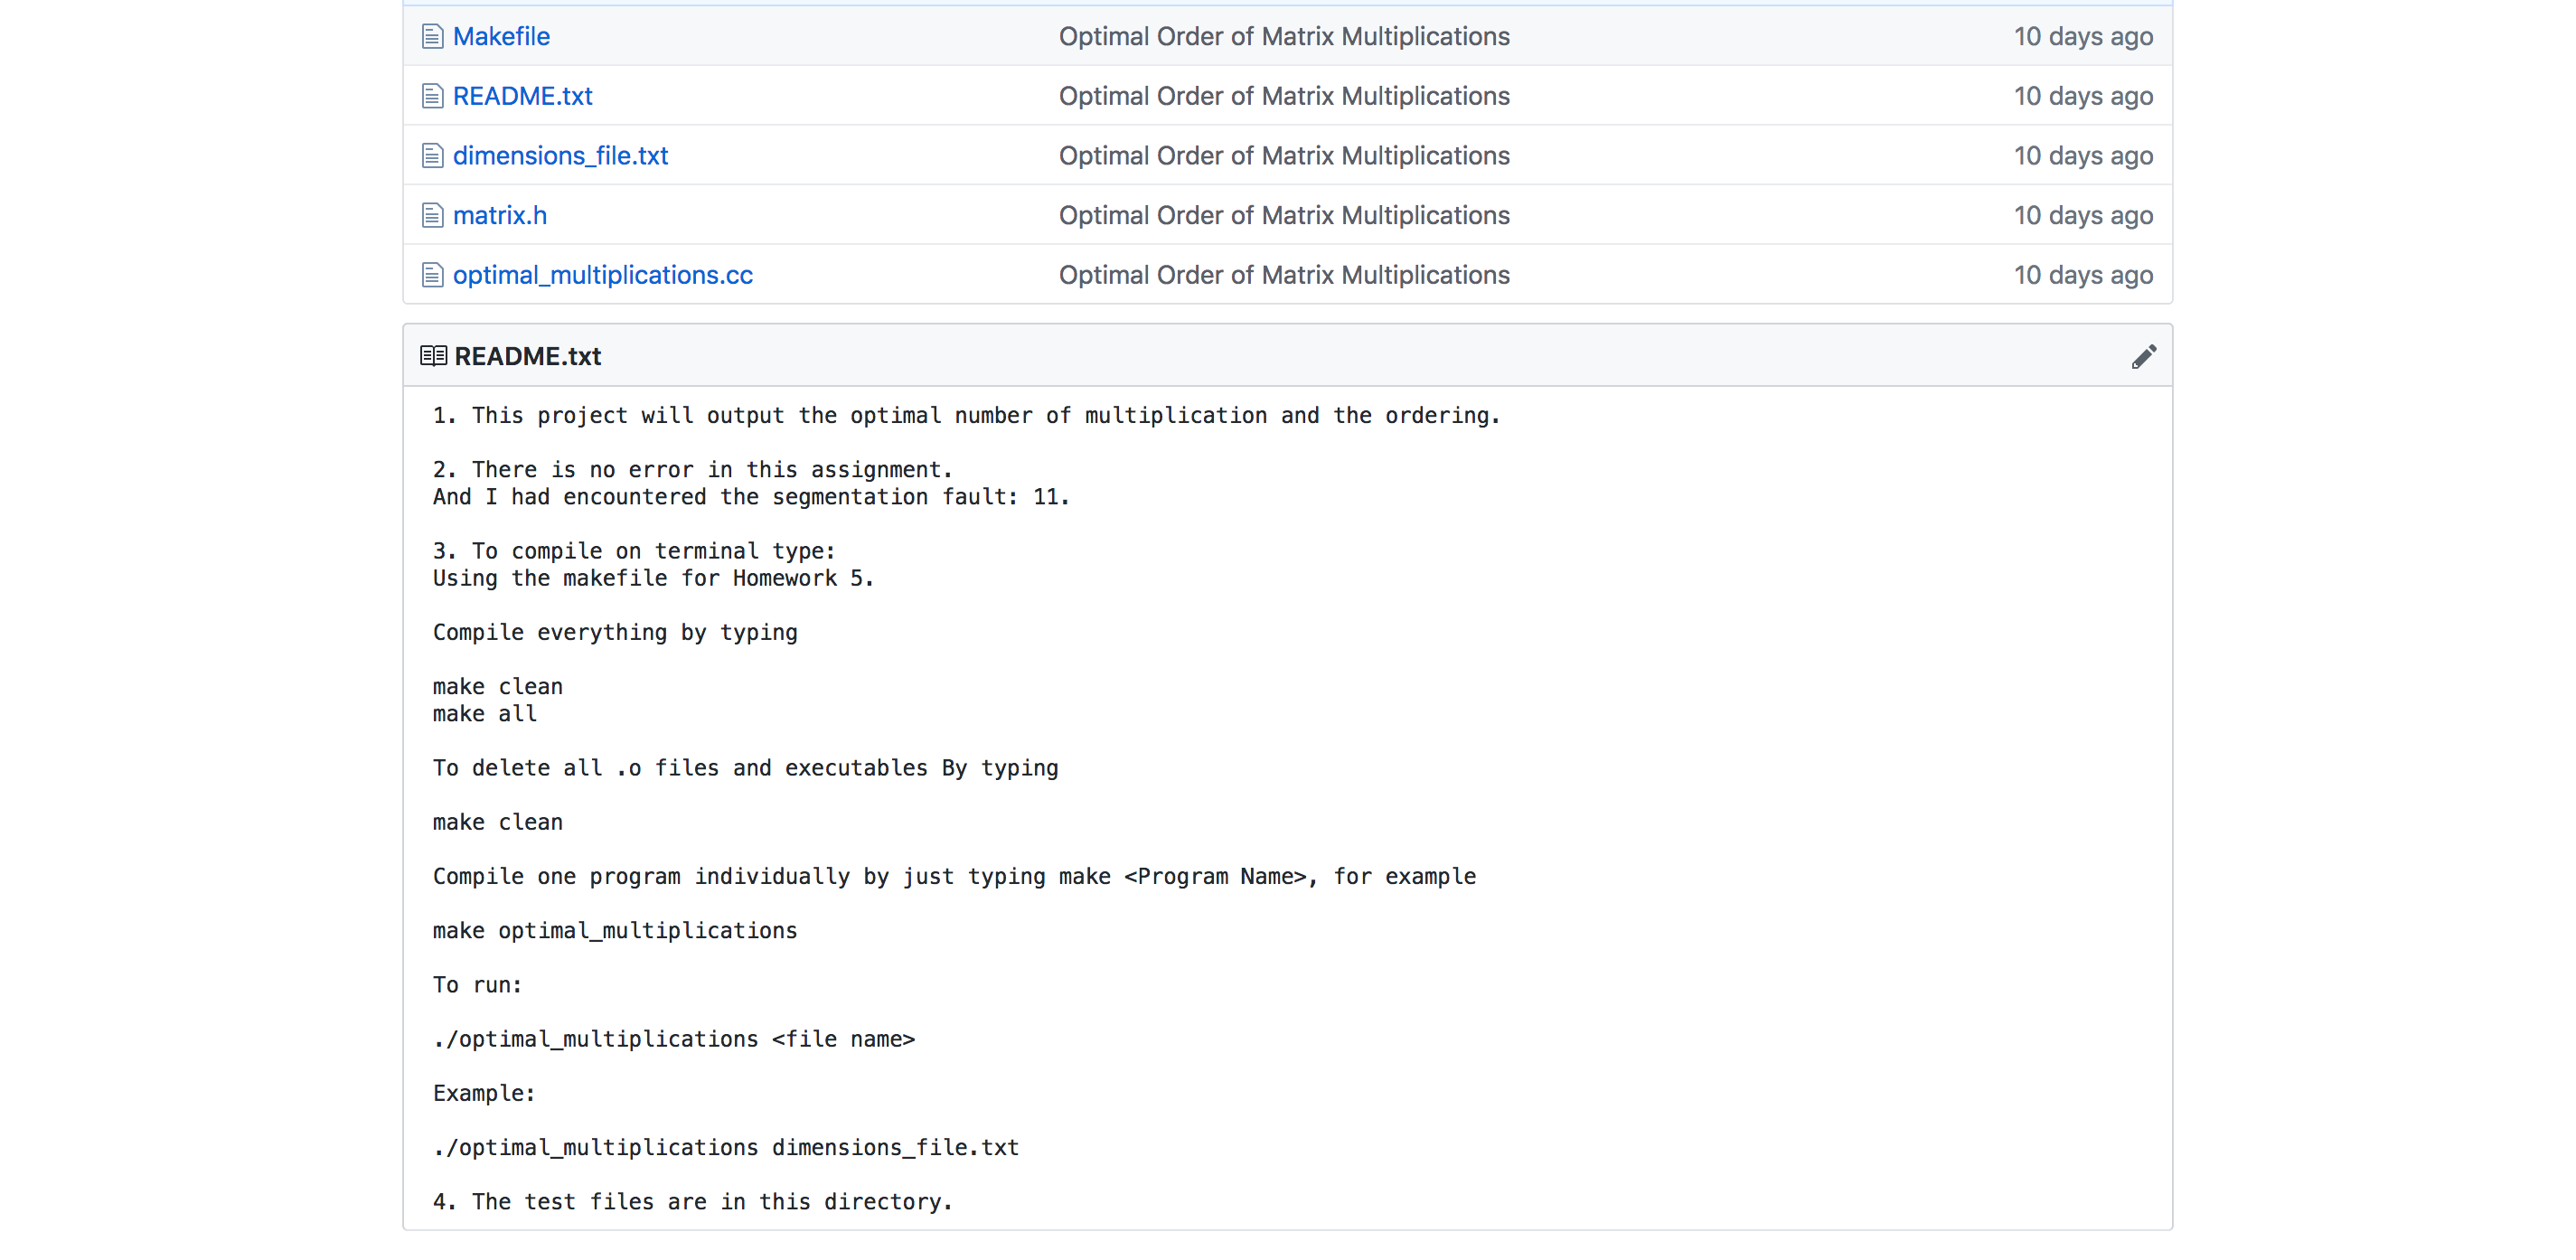 Makefile Optimal Order of Matrix Multiplications 10 days ago
README.txt Optimal Order of Matrix Multiplications 10 days ago
dimensions_file.txt Optimal Order of Matrix Multiplications 10 days ago
matrix.h Optimal Order of Matrix Multiplications 10 days ago
optimal_multiplications.cc Optimal Order of Matrix Multiplications 10 days ago
README.txt
1. This project will output the optimal number of multiplication and the ordering.
2. There is no error in this assignment.
And I had encountered the segmentation fault: 11.
3. To compile on terminal type:
Using the makefile for Homework 5.
Compile everything by typing
make clean
make all
To delete all .o files and executables By typing
make clean
Compile one program individually by just typing make <Program Name>, for example
make optimal_multiplications
To run:
./optimal_multiplications <file name>
Example:
./optimal_multiplications dimensions_file.txt
4. The test files are in this directory.